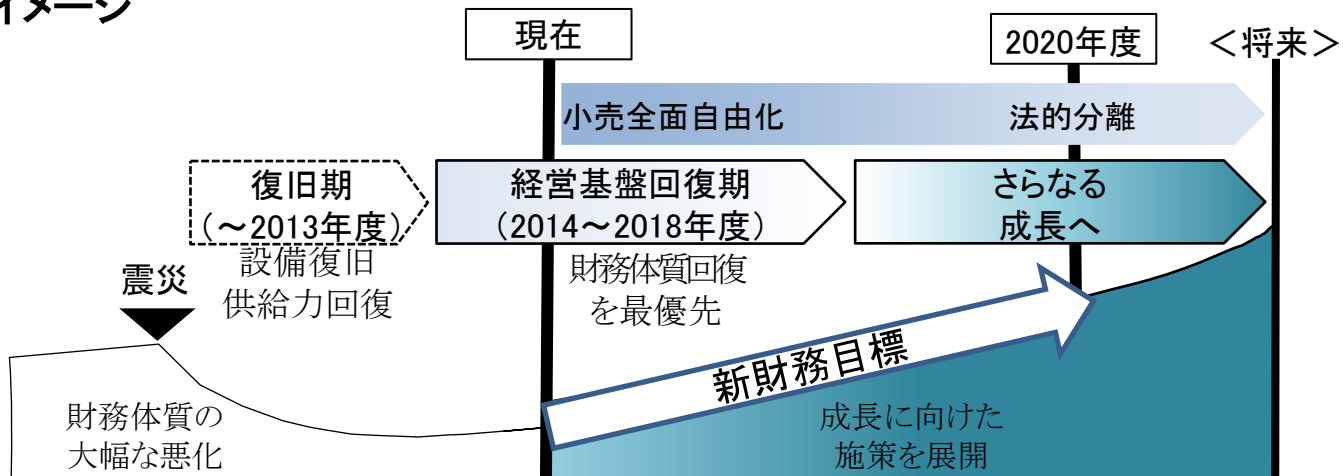 イメージ
現在
2020年度
＜将来＞
小売全面自由化
法的分離
復旧期
（～2013年度）
経営基盤回復期
（2014～2018年度）
さらなる
成長へ
設備復旧
供給力回復
財務体質回復
を最優先
震災
新財務目標
財務体質の
大幅な悪化
成長に向けた
施策を展開